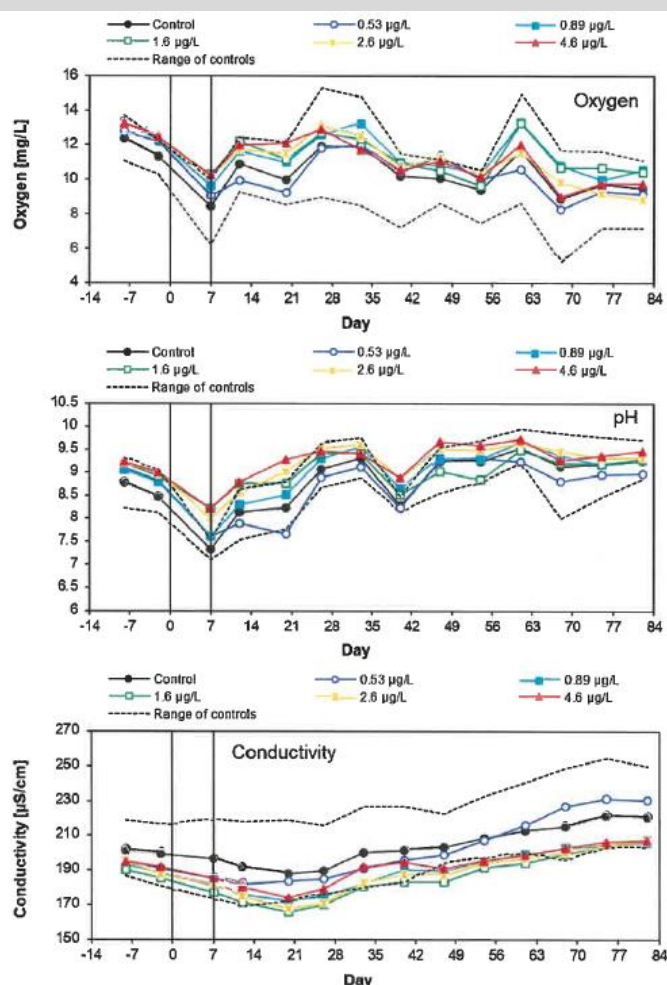 Control 0.53 µg/L 0.89 µg/L
1.6 µg/L 2.6 µg/L 4.6 µg/L
Range of controls
Oxygen
Oxygen [mg/L]
16
14
12
10
8
6
4
-14 -7 0 7 14 21 28 35 42 49 56 63 70 77 84
Day
Control 0.53 µg/L 0.89 µg/L
1.6 µg/L 2.6 µg/L 4.6 µg/L
Range of controls
pH
pH
10.5
10
9.5
9
8.5
8
7.5
7
6.5
6
-14 -7 0 7 14 21 28 35 42 49 56 63 70 77 84
Day
Control 0.53 µg/L 0.89 µg/L
1.6 µg/L 2.6 µg/L 4.6 µg/L
Range of controls
Conductivity
Conductivity [µS/cm]
270
250
230
210
190
170
150
-14 -7 0 7 14 21 28 35 42 49 56 63 70 77 84
Day